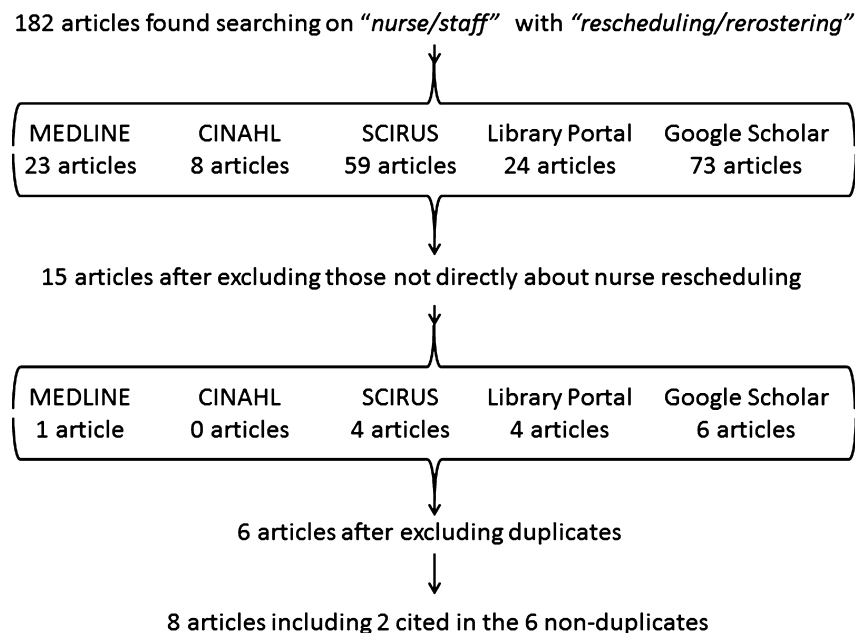 182 articles found searching on “nurse/staff” with “rescheduling/rerostering”
MEDLINE CINAHL SCIRUS Library Portal Google Scholar
23 articles 8 articles 59 articles 24 articles 73 articles
15 articles after excluding those not directly about nurse rescheduling
MEDLINE CINAHL SCIRUS Library Portal Google Scholar
1 article 0 articles 4 articles 4 articles 6 articles
6 articles after excluding duplicates
8 articles including 2 cited in the 6 non-duplicates